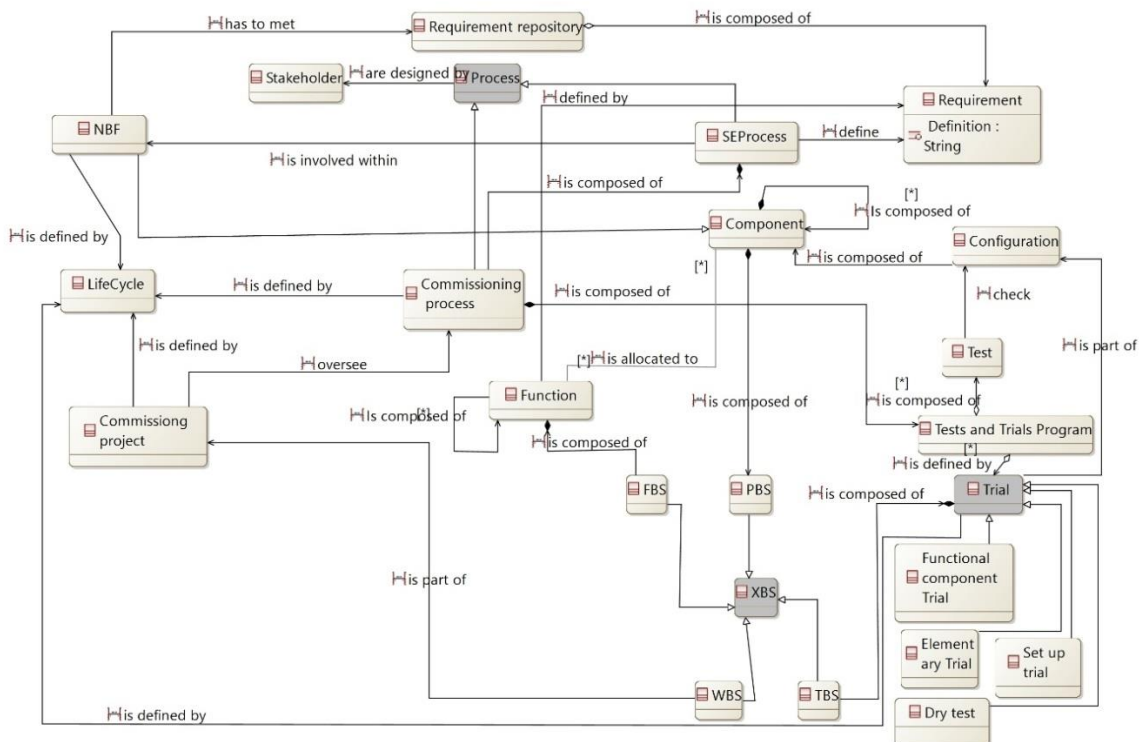 is composed of
has to met
Requirement repository
Stakeholder
are designed by
Process
defined by
Requirement
Definition :
String
NBF
SEProcess
define
is involved within
is composed of
[*]
Is composed of
Component
Configuration
is composed of
is defined by
[*]
LifeCycle
is defined by
Commissioning
process
is composed of
check
is defined by
is part of
oversee
[*]
is allocated to
Test
Function
[*]
Is composed of
[*]
is composed of
is composed of
Commissiong
project
Tests and Trials Program
is composed of
[*]
is defined by
FBS
PBS
is composed of
Trial
Functional
component
Trial
is part of
XBS
Element
ary Trial
Set up
trial
WBS
TBS
is defined by
Dry test